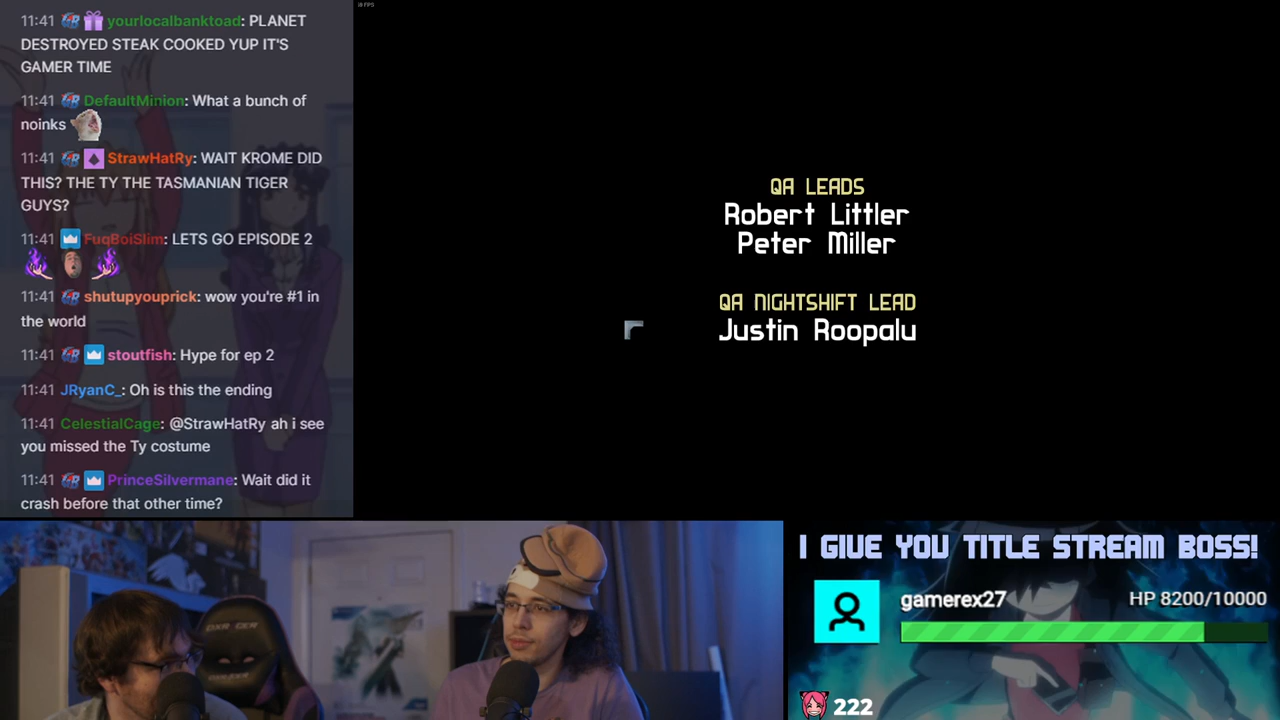 11:41 yourlocalbanktoad: PLANET
DESTROYED STEAK COOKED YUP IT'S
GAMER TIME
11:41 DefaultMinion: What a bunch of
noinks
11:41 StrawHatRy: WAIT KROME DID
THIS? THE TY THE TASMANIAN TIGER
GUYS?
11:41 FuqBoiSlim: LETS GO EPISODE 2
11:41 shutupyouprick: wow you're #1 in
the world
11:41 stoutfish: Hype for ep 2
11:41 JRyanC_: Oh is this the ending
11:41 CelestialCage: @StrawHatRy ah i see
you missed the Ty costume
11:41 PrinceSilvermane: Wait did it
crash before that other time?
QA LEADS
Robert Littler
Peter Miller
QA NIGHTSHIFT LEAD
Justin Roopalu
DXRACER
I GIVE YOU TITLE STREAM BOSS!
gamerex27
HP 8200/10000
222